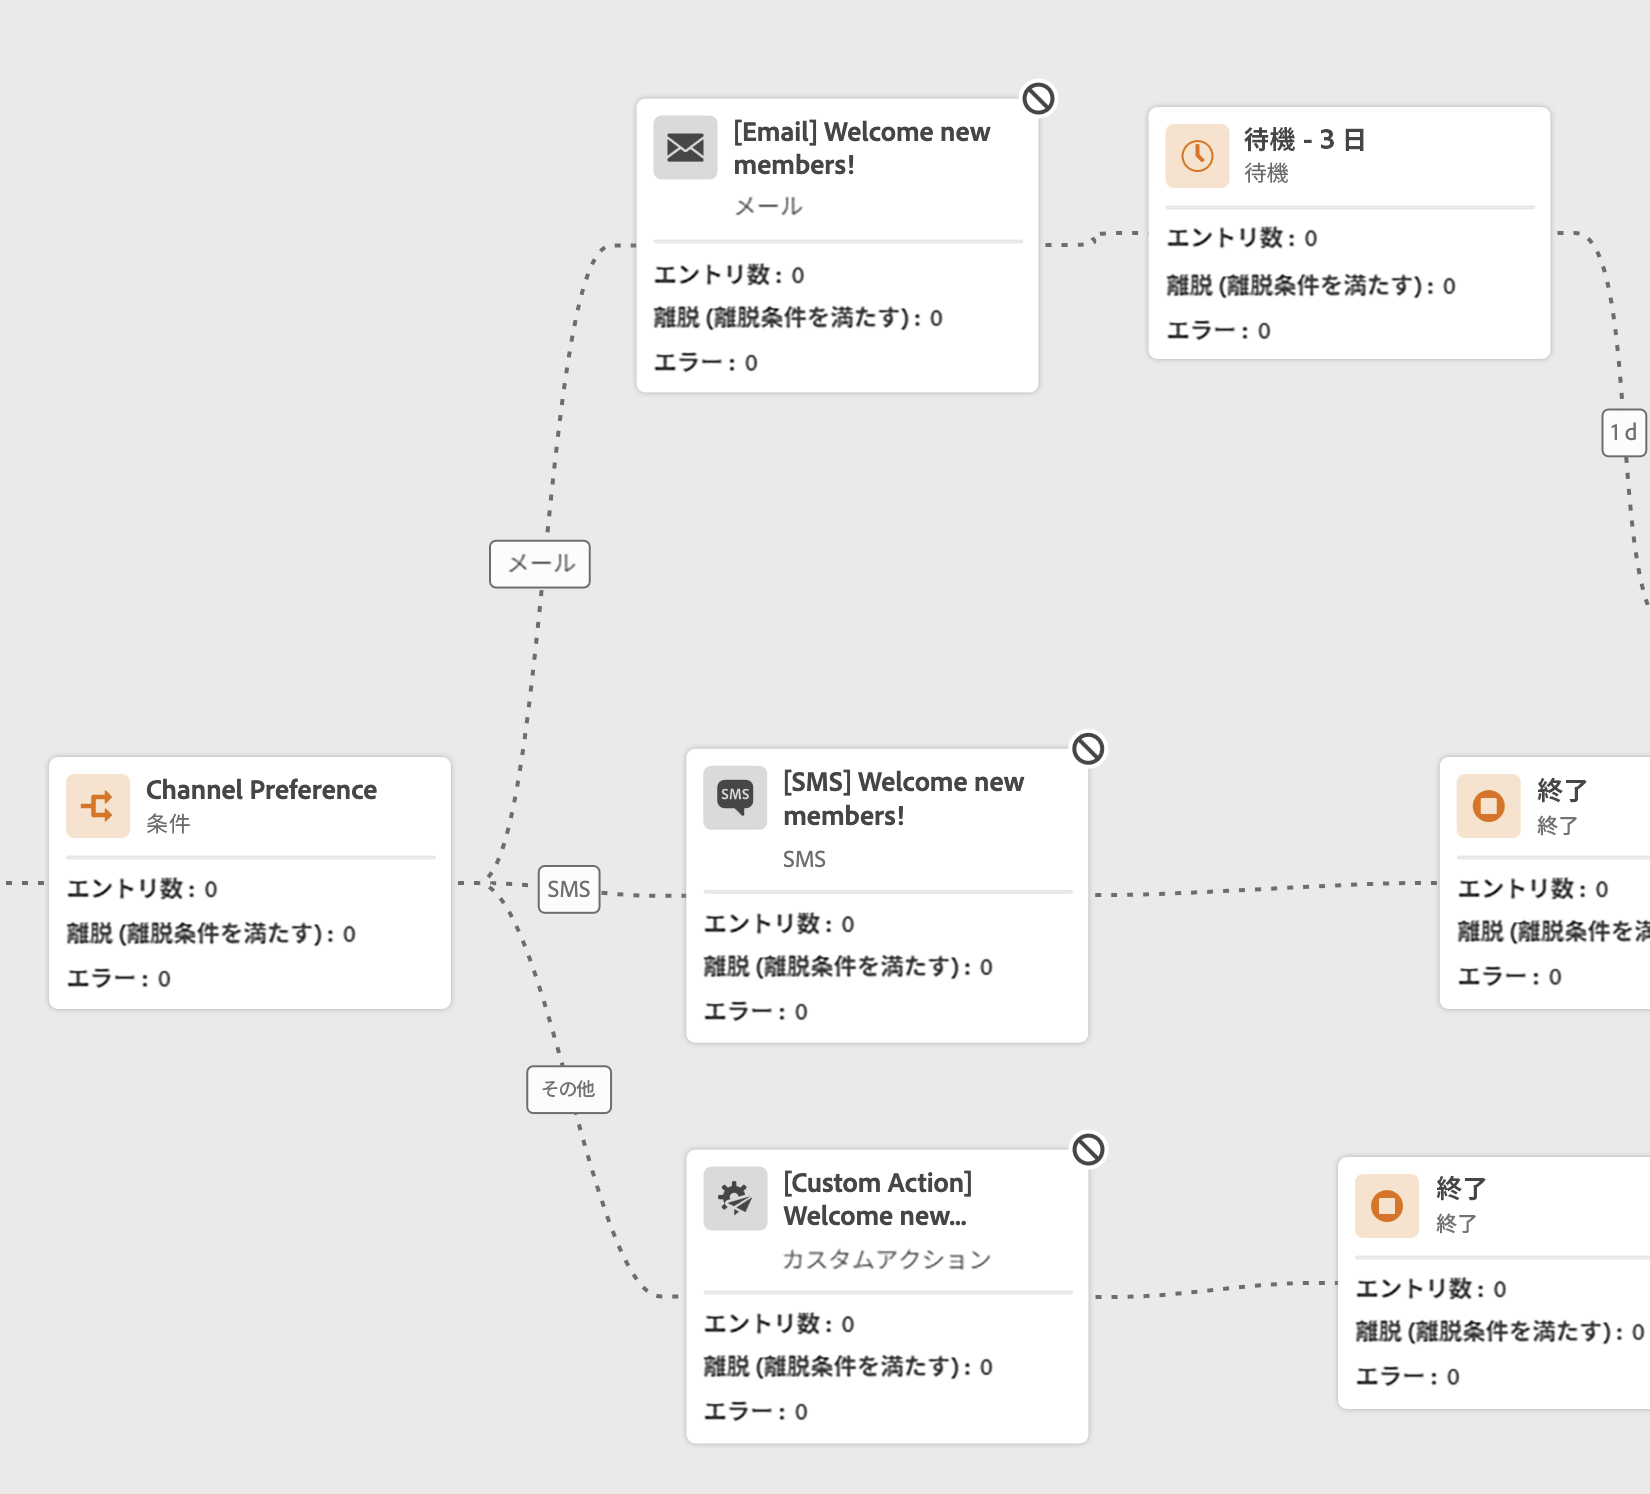 [Email] Welcome new
members!
メール
エントリ数 : 0
離脱 (離脱条件を満たす) : 0
エラー : 0
待機 - 3 日
待機
エントリ数 : 0
離脱 (離脱条件を満たす) : 0
エラー : 0
1 d
メール
Channel Preference
条件
エントリ数 : 0
離脱 (離脱条件を満たす) : 0
エラー : 0
SMS
SMS
[SMS] Welcome new
members!
SMS
エントリ数 : 0
離脱 (離脱条件を満たす) : 0
エラー : 0
終了
終了
エントリ数 : 0
離脱 (離脱条件を満
エラー : 0
その他
[Custom Action]
Welcome new...
カスタムアクション
エントリ数 : 0
離脱 (離脱条件を満たす) : 0
エラー : 0
終了
終了
エントリ数 : 0
離脱 (離脱条件を満たす) : 0
エラー : 0